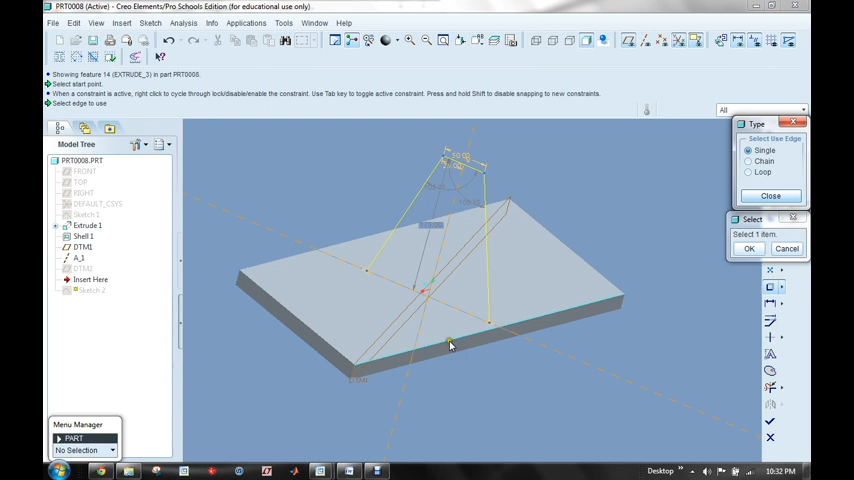 PRT0008 (Active) - Creo Elements/Pro Schools Edition (for educational use only)
File Edit View Insert Sketch Analysis Info Applications Tools Window Help
Showing feature 14 (EXTRUDE_3) in part PRT0008.
Select start point.
When a constraint is active, right click to cycle through lock/disable/enable the constraint. Use Tab key to toggle active constraint. Press and hold Shift to disable snapping to new constraints.
Select edge to use
All
Model Tree
PRT0008.PRT
FRONT
TOP
RIGHT
DEFAULT_CSYS
Sketch 1
Extrude 1
Shell 1
DTM1
A_1
DTM2
Insert Here
Sketch 2
Type
Select Use Edge
Single
Chain
Loop
Close
Select
Select 1 item.
OK Cancel
50.00
DTM1
Menu Manager
PART
No Selection
Desktop
10:32 PM